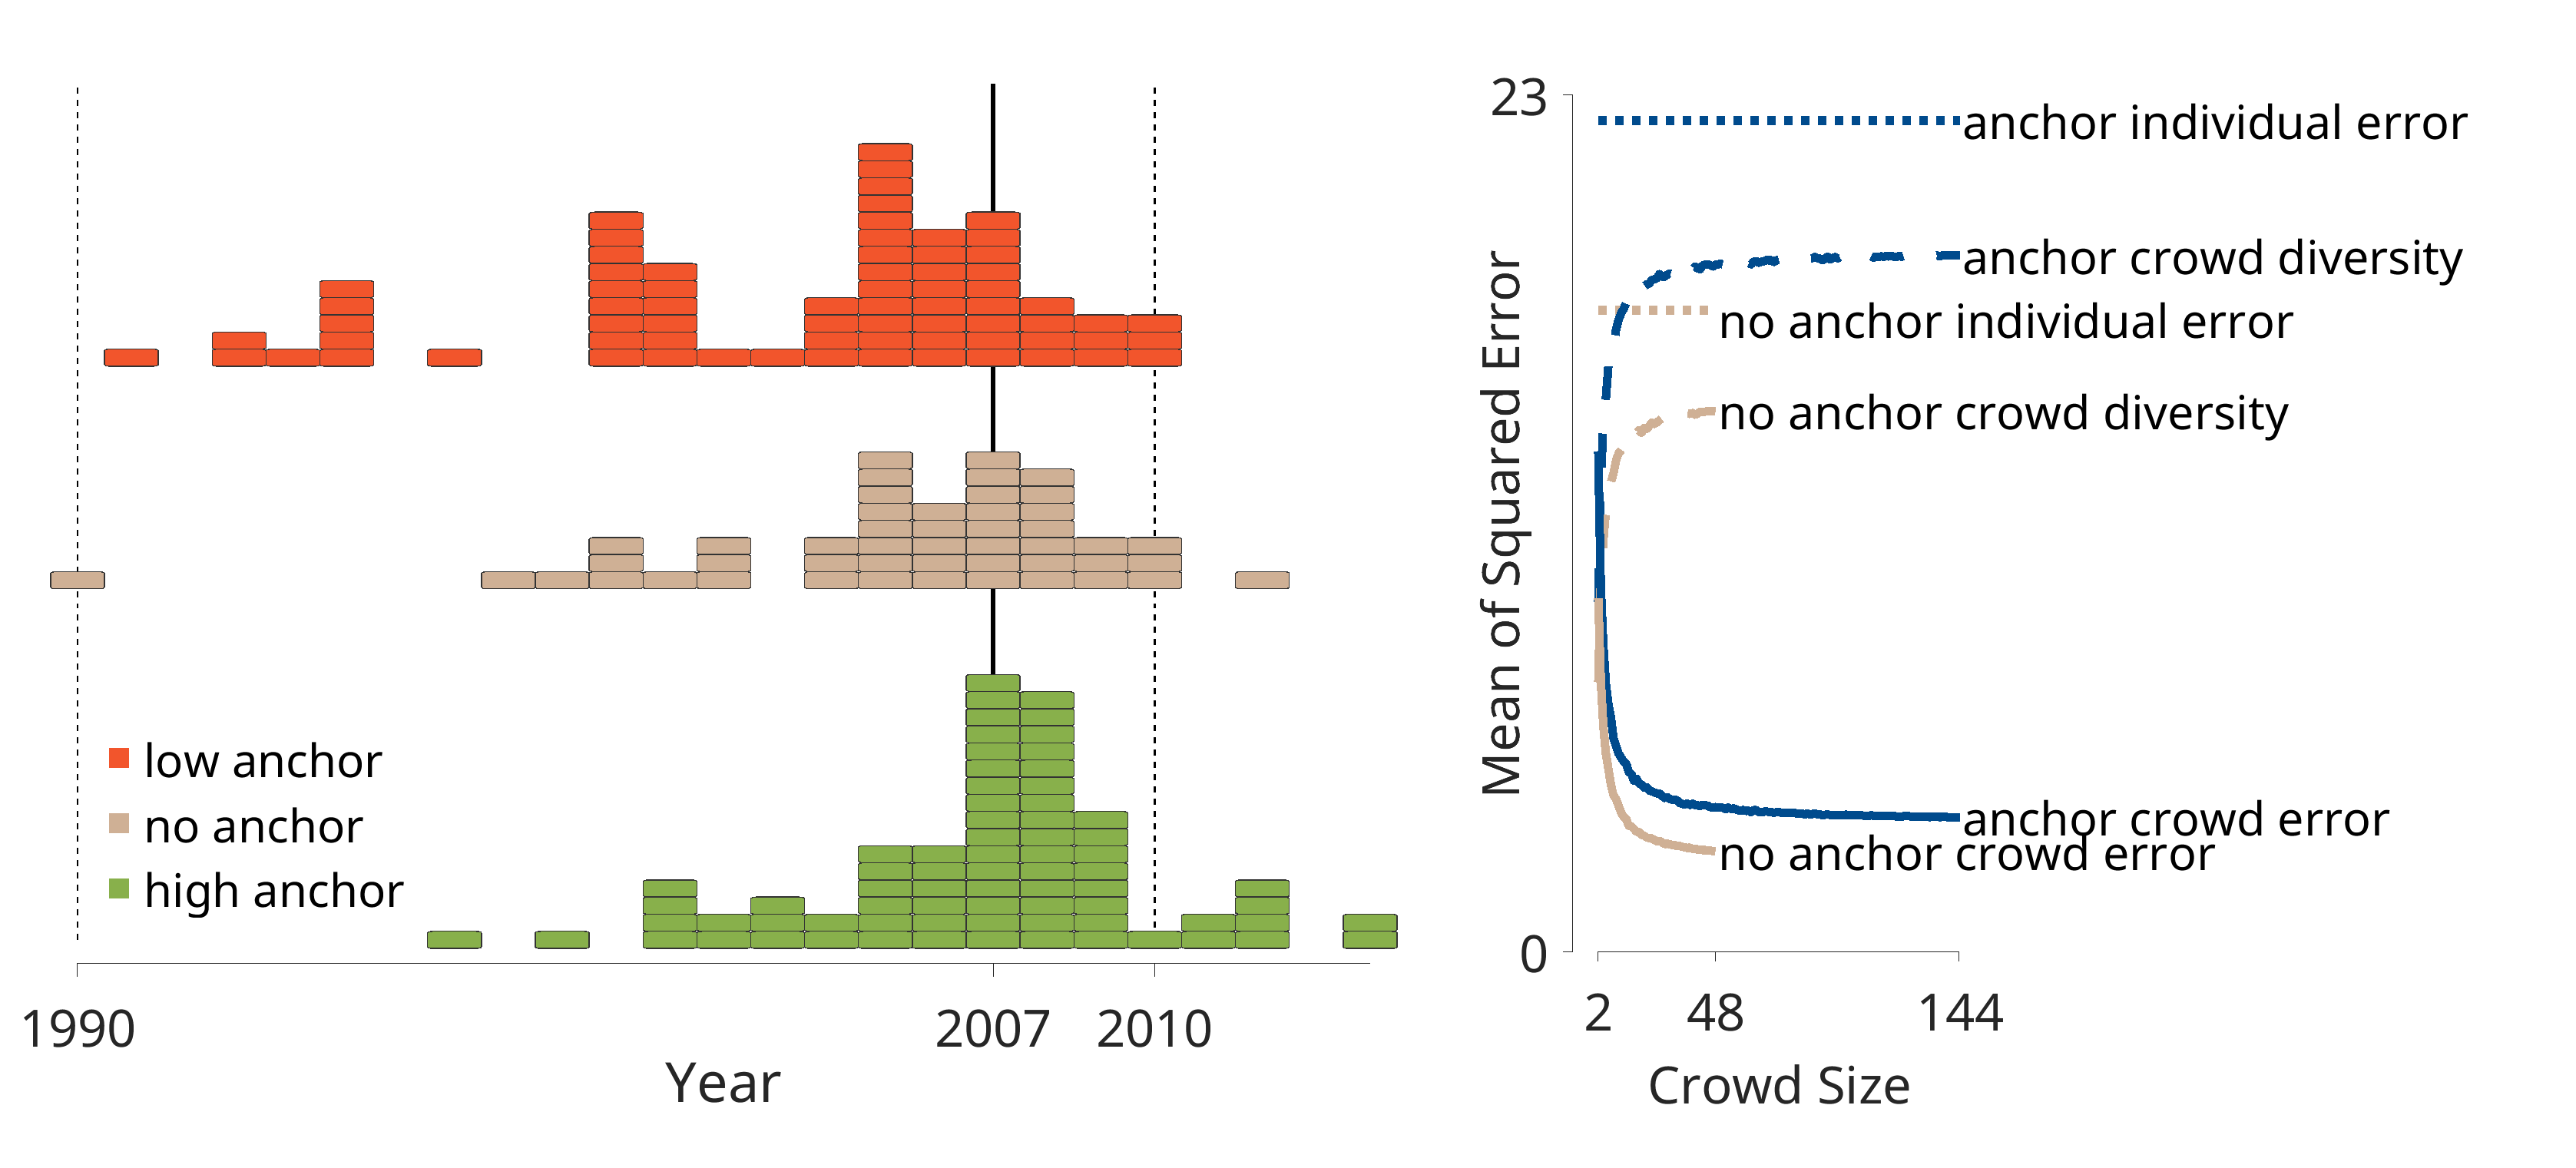 low anchor
no anchor
high anchor
1990
2007
2010
Year
23
0
Mean of Squared Error
anchor individual error
anchor crowd diversity
no anchor individual error
no anchor crowd diversity
anchor crowd error
no anchor crowd error
2
48
144
Crowd Size